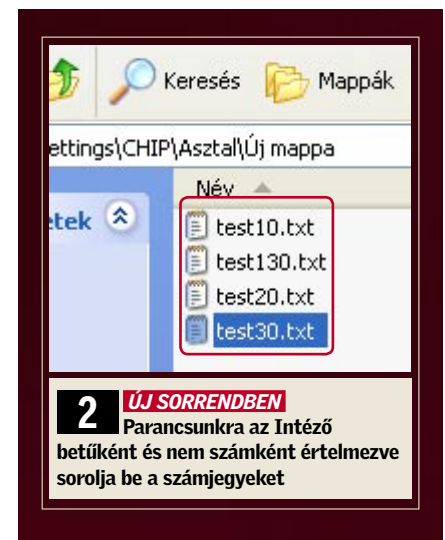 Keresés Mappák
ettings\CHIP\Asztal\Új mappa
Név
tek
test10.txt
test130.txt
test20.txt
test30.txt
2 ÚJ SORRENDBEN
Parancsunkra az Intéző
betűként és nem számként értelmezve
sorolja be a számjegyeket